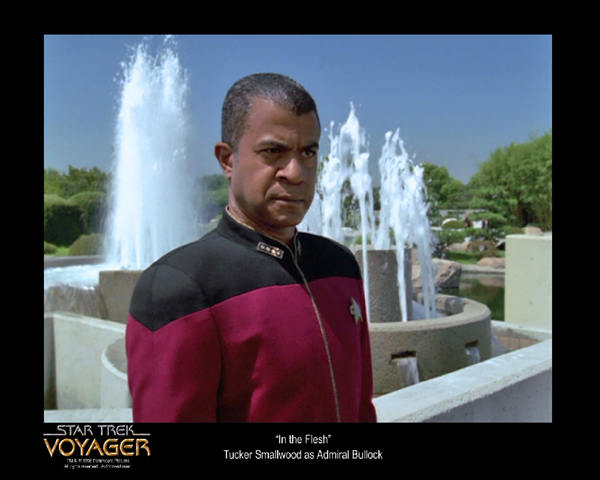 STAR TREK
VOYAGER
"In the Flesh"
Tucker Smallwood as Admiral Bullock